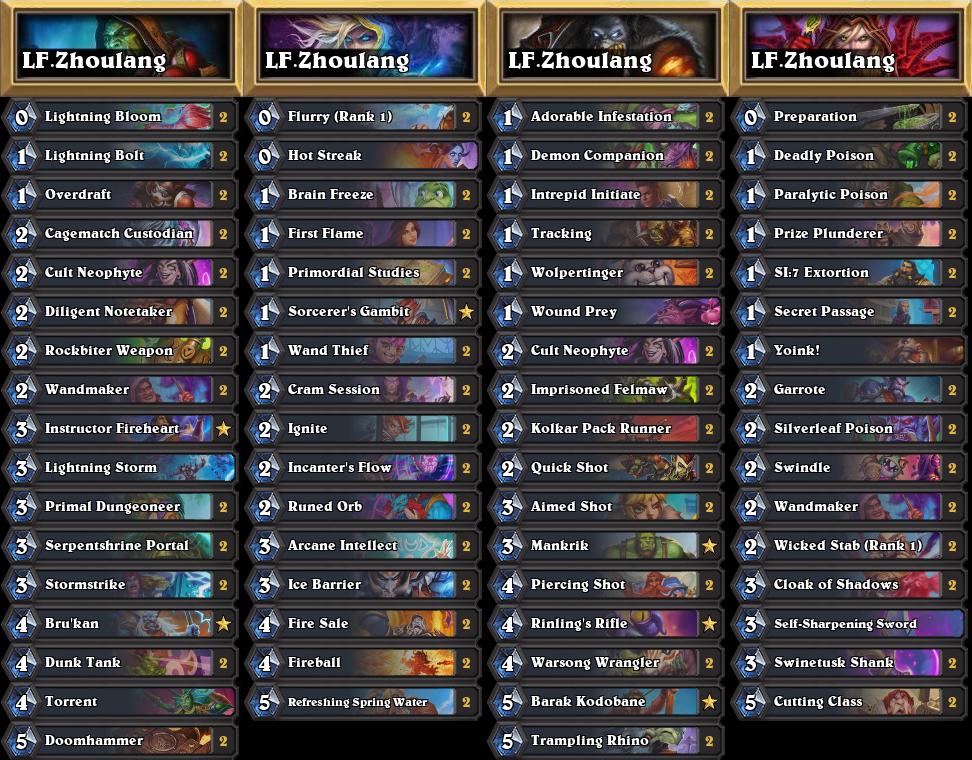 LF.Zhoulang
0 Lightning Bloom 2
1 Lightning Bolt 2
1 Overdraft 2
2 Cagematch Custodian 2
2 Cult Neophyte 2
2 Diligent Notetaker 2
2 Rockbiter Weapon 2
2 Wandmaker 2
3 Instructor Fireheart
3 Lightning Storm
3 Primal Dungeoneer 2
3 Serpentshrine Portal 2
3 Stormstrike 2
4 Bru'kan
4 Dunk Tank 2
4 Torrent
5 Doomhammer 2
LF.Zhoulang
0 Flurry (Rank 1) 2
0 Hot Streak
1 Brain Freeze 2
1 First Flame 2
1 Primordial Studies 2
1 Sorcerer's Gambit
1 Wand Thief 2
2 Cram Session 2
2 Ignite 2
2 Incanter's Flow 2
2 Runed Orb 2
3 Arcane Intellect 2
3 Ice Barrier 2
4 Fire Sale 2
4 Fireball 2
5 Refreshing Spring Water 2
LF.Zhoulang
1 Adorable Infestation 2
1 Demon Companion 2
1 Intrepid Initiate 2
1 Tracking 2
1 Wolpertinger 2
1 Wound Prey
2 Cult Neophyte 2
2 Imprisoned Felmaw 2
2 Kolkar Pack Runner 2
2 Quick Shot 2
3 Aimed Shot 2
3 Mankrik
4 Piercing Shot 2
4 Rinling's Rifle
4 Warsong Wrangler 2
5 Barak Kodobane
5 Trampling Rhino 2
LF.Zhoulang
0 Preparation 2
1 Deadly Poison 2
1 Paralytic Poison 2
1 Prize Plunderer 2
1 SI:7 Extortion 2
1 Secret Passage 2
1 Yoink!
2 Garrote 2
2 Silverleaf Poison 2
2 Swindle 2
2 Wandmaker 2
2 Wicked Stab (Rank 1) 2
3 Cloak of Shadows 2
3 Self-Sharpening Sword
3 Swinetusk Shank 2
5 Cutting Class 2